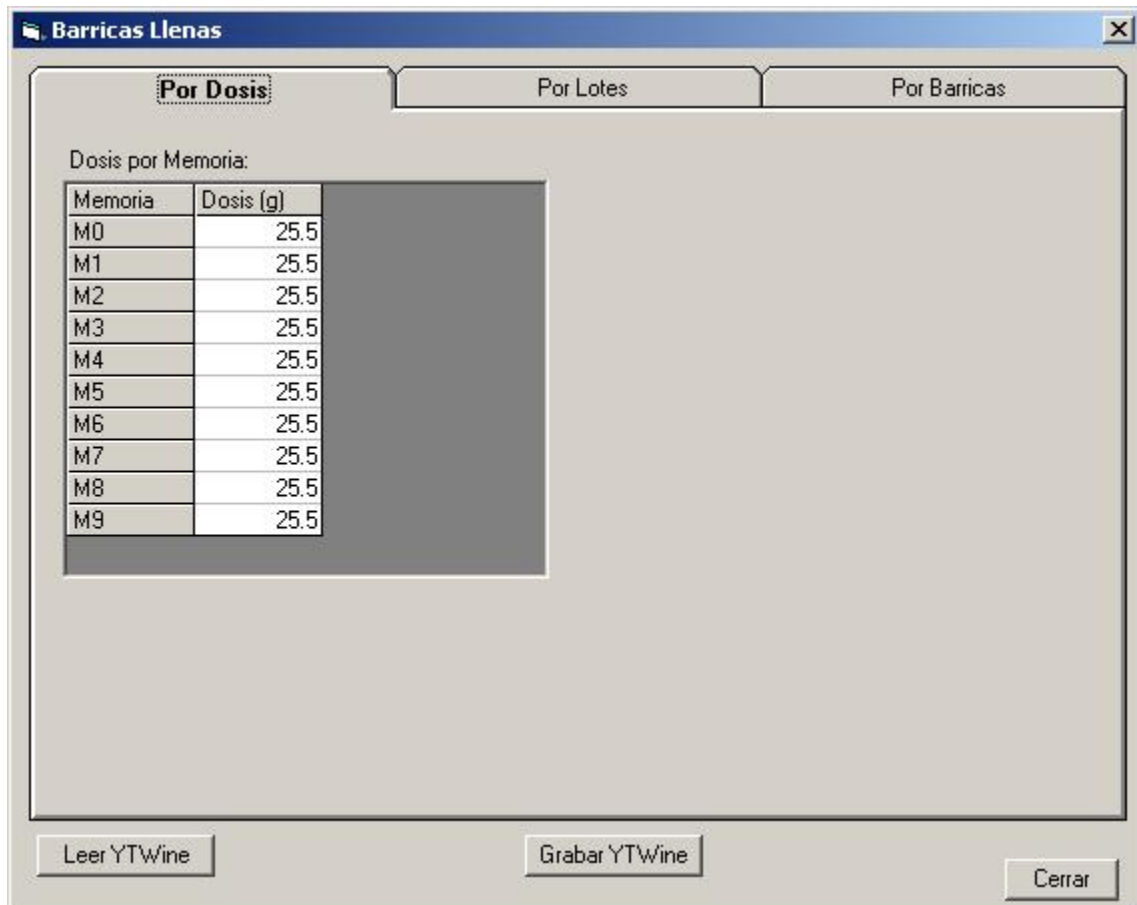 Barricas Llenas
Por Dosis Por Lotes Por Barricas
Dosis por Memoria:
Memoria Dosis (g)
M0 25.5
M1 25.5
M2 25.5
M3 25.5
M4 25.5
M5 25.5
M6 25.5
M7 25.5
M8 25.5
M9 25.5
Leer YTWine Grabar YTWine
Cerrar